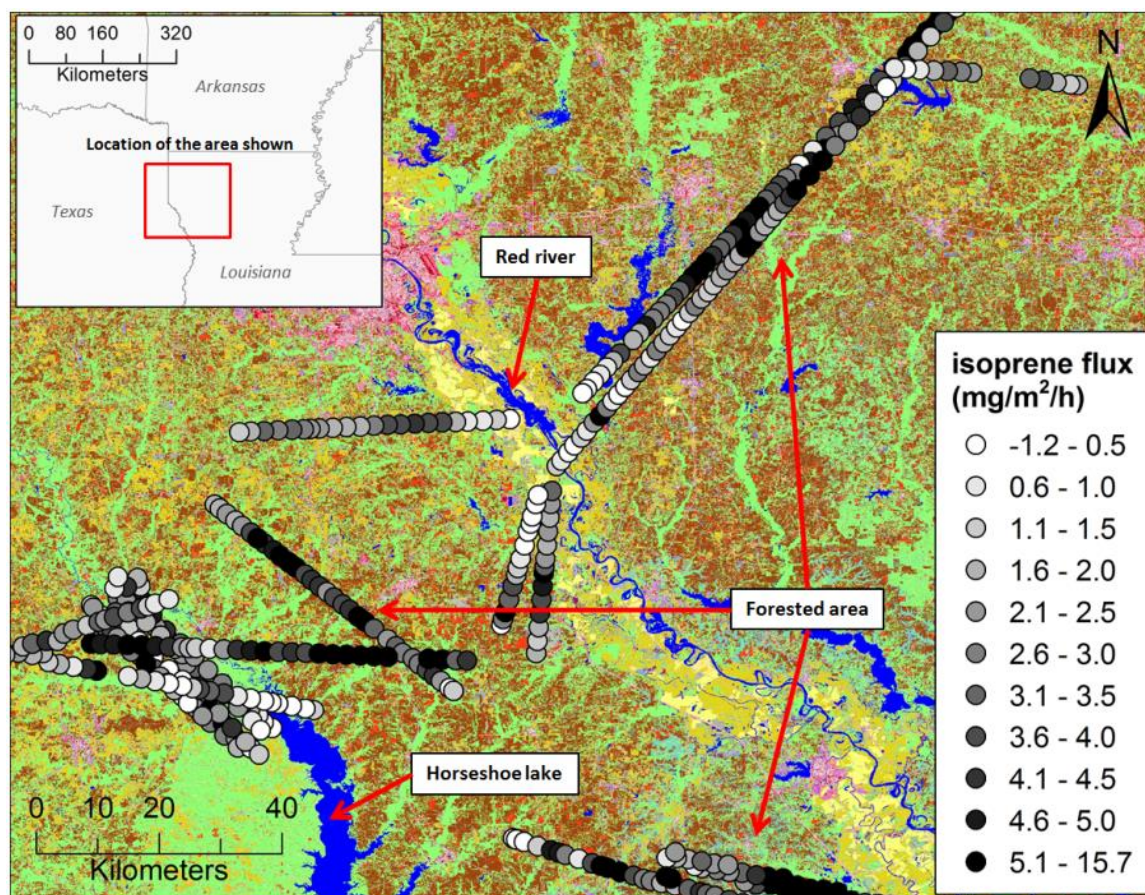 0 80 160 320
Kilometers
Arkansas
Location of the area shown
Texas
Louisiana
N
Red river
isoprene flux
(mg/m²/h)
-1.2 - 0.5
0.6 - 1.0
1.1 - 1.5
1.6 - 2.0
2.1 - 2.5
2.6 - 3.0
3.1 - 3.5
3.6 - 4.0
4.1 - 4.5
4.6 - 5.0
5.1 - 15.7
Forested area
Horseshoe lake
0 20 40
Kilometers